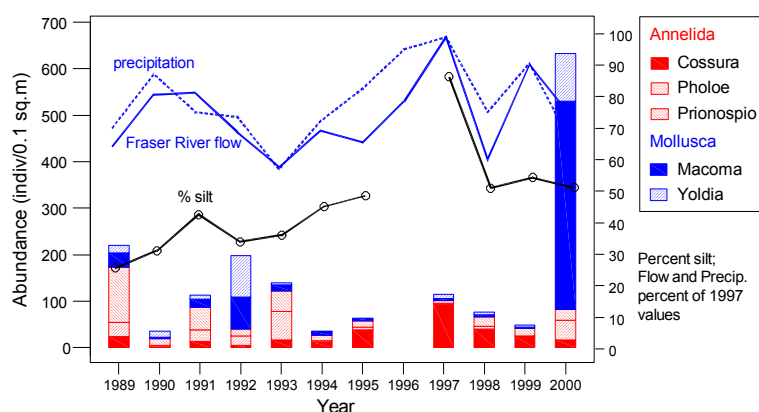 Abundance (indiv/0.1 sq.m)
700
600
500
400
300
200
100
0
precipitation
Fraser River flow
% silt
1989 1990 1991 1992 1993 1994 1995 1996 1997 1998 1999 2000
Year
100
90
80
70
60
50
40
30
20
10
0
Annelida
Cossura
Pholoe
Prionospio
Mollusca
Macoma
Yoldia
Percent silt;
Flow and Precip.
percent of 1997
values